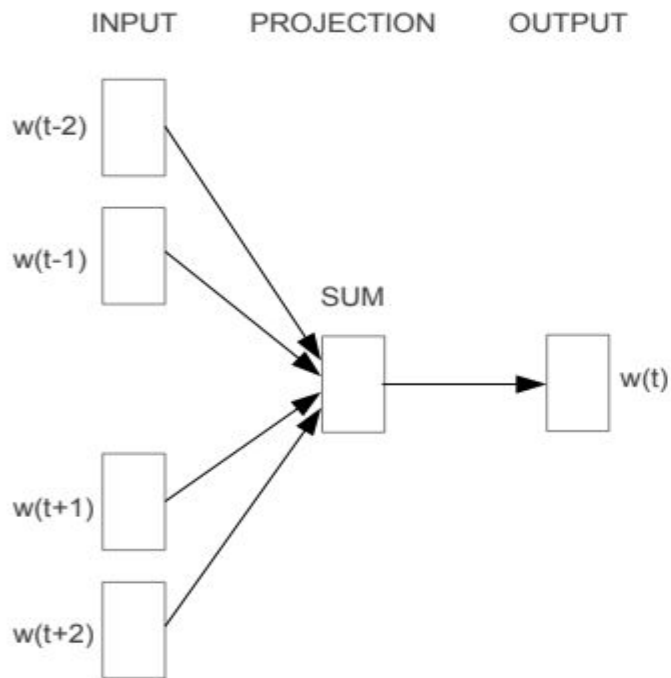 INPUT PROJECTION OUTPUT
w(t-2)
w(t-1)
SUM
w(t)
w(t+1)
w(t+2)